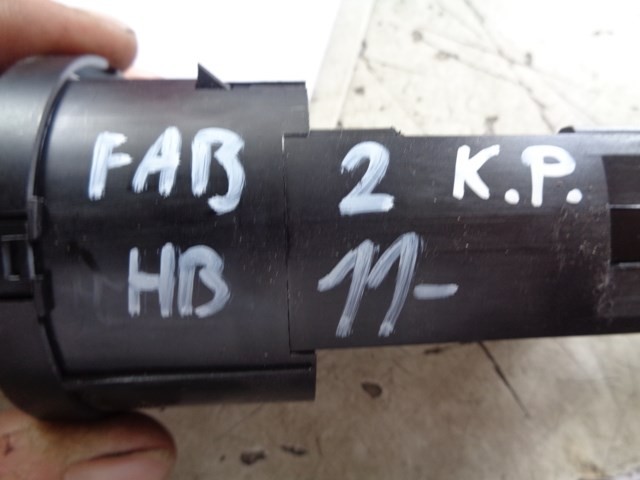 FAB 2 K.P.
HB 11-